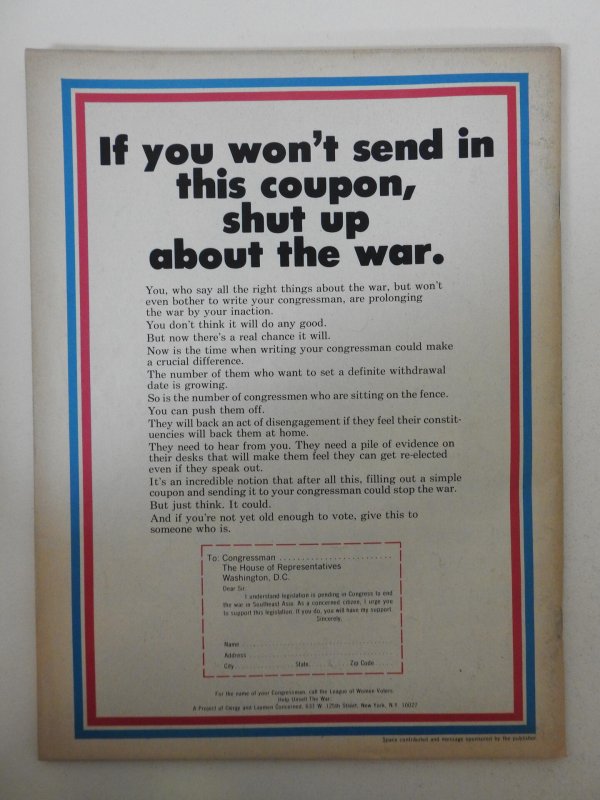 If you won't send in
this coupon,
shut up
about the war.
You, who say all the right things about the war, but won't
even bother to write your congressman, are prolonging
the war by your inaction.
You don't think it will do any good.
But now there's a real chance it will.
Now is the time when writing your congressman could make
a crucial difference.
The number of them who want to set a definite withdrawal
date is growing.
So is the number of congressmen who are sitting on the fence.
You can push them off.
They will back an act of disengagement if they feel their constit-
uencies will back them at home.
They need to hear from you. They need a pile of evidence on
their desks that will make them feel they can get re-elected
even if they speak out.
It's an incredible notion that after all this, filling out a simple
coupon and sending it to your congressman could stop the war.
But just think. It could.
And if you're not yet old enough to vote, give this to
someone who is.
To: Congressman ..........................
The House of Representatives
Washington, D.C.
Dear Sir:
I understand legislation is pending in Congress to end
the war in Southeast Asia. As a concerned citizen, I urge you
to support this legislation. If you do, you will have my support.
Sincerely,
Name ..........................
Address ..........................
City .................. State .......... Zip Code ..........
For the name of your Congressman, call the League of Women Voters.
Help Unsell The War:
A Project of Clergy and Laymen Concerned, 637 W. 125th Street, New York, N.Y. 10027
Space contributed and message sponsored by the publisher